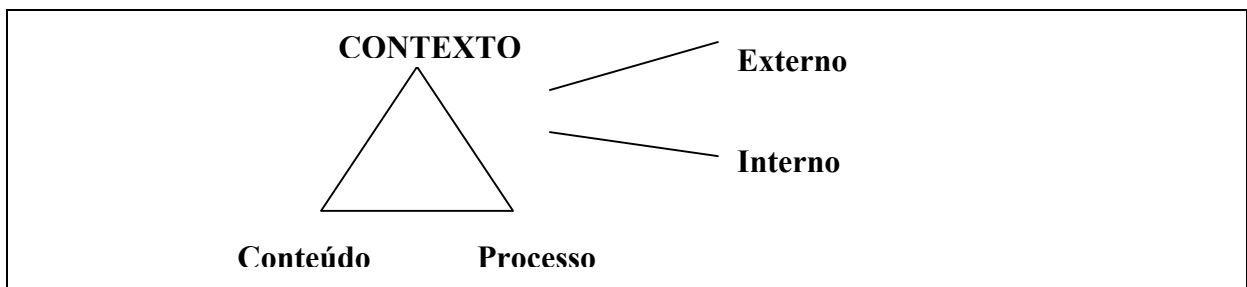 CONTEXTO
Externo
Interno
Conteúdo
Processo